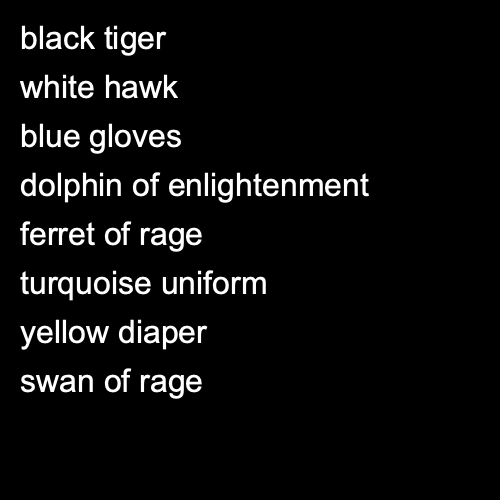 black tiger
white hawk
blue gloves
dolphin of enlightenment
ferret of rage
turquoise uniform
yellow diaper
swan of rage